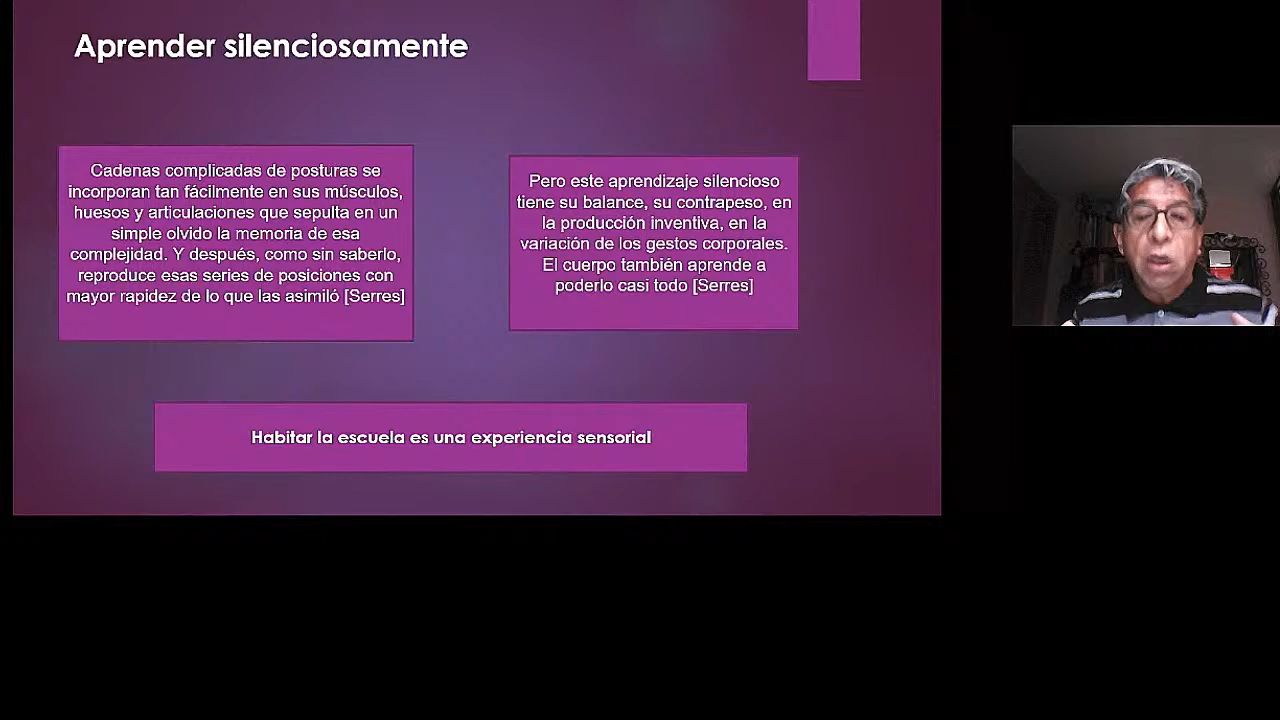 Aprender silenciosamente
Cadenas complicadas de posturas se
incorporan tan fácilmente en sus músculos,
huesos y articulaciones que sepulta en un
simple olvido la memoria de esa
complejidad. Y después, como sin saberlo,
reproduce esas series de posiciones con
mayor rapidez de lo que las asimiló [Serres]
Pero este aprendizaje silencioso
tiene su balance, su contrapeso, en
la producción inventiva, en la
variación de los gestos corporales.
El cuerpo también aprende a
poderlo casi todo [Serres]
Habitar la escuela es una experiencia sensorial